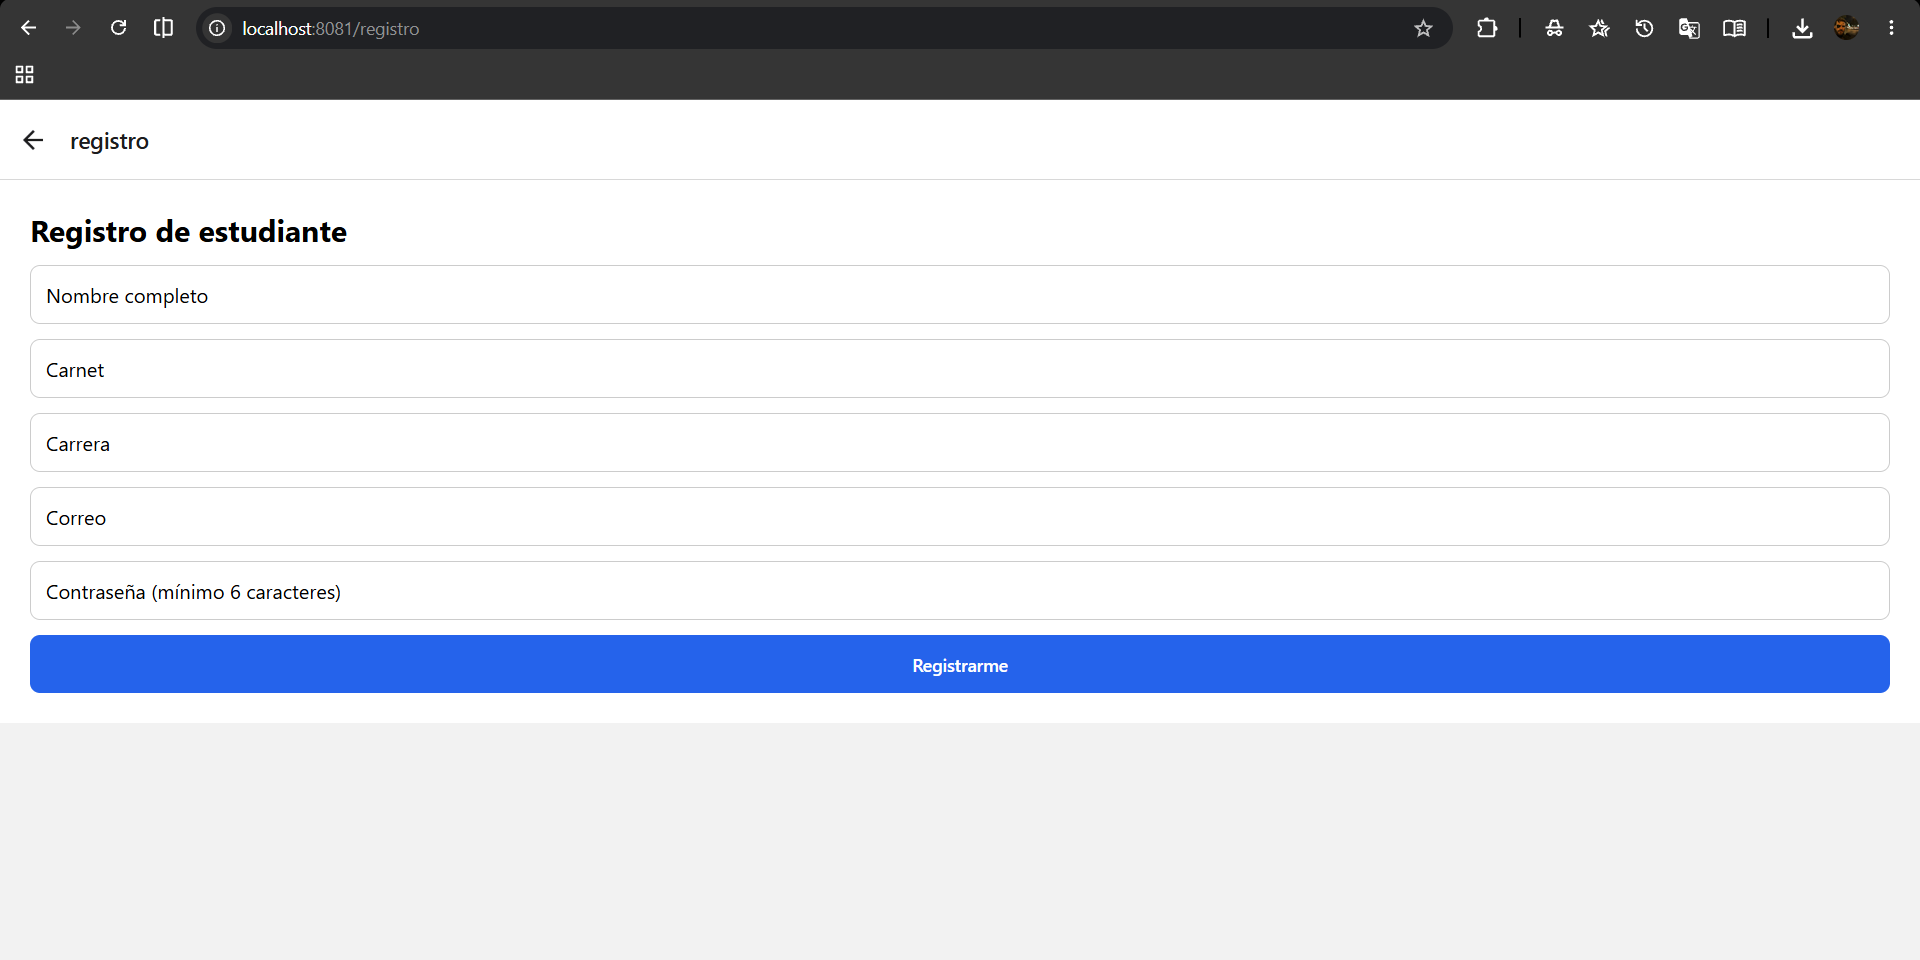 localhost:8081/registro
registro
Registro de estudiante
Nombre completo
Carnet
Carrera
Correo
Contraseña (mínimo 6 caracteres)
Registrarme